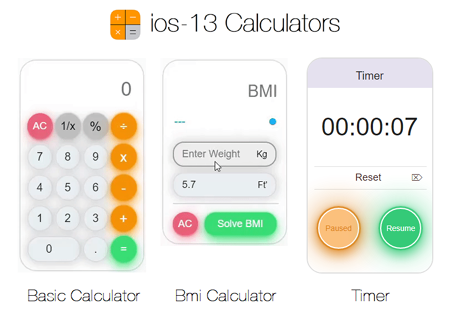 ios-13 Calculators
0
AC 1/x % ÷
7 8 9 x
4 5 6 -
1 2 3 +
0 . =
Basic Calculator
BMI
---
Enter Weight Kg
5.7 Ft'
AC Solve BMI
Bmi Calculator
Timer
00:00:07
Reset
Paused Resume
Timer